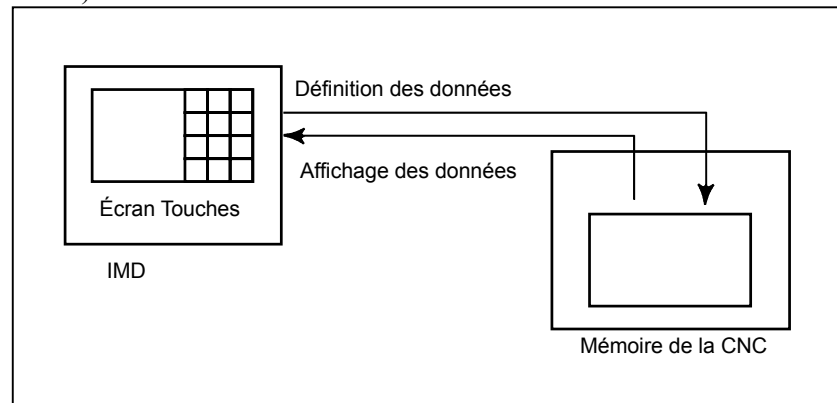 Définition des données
Affichage des données
Écran Touches
IMD
Mémoire de la CNC